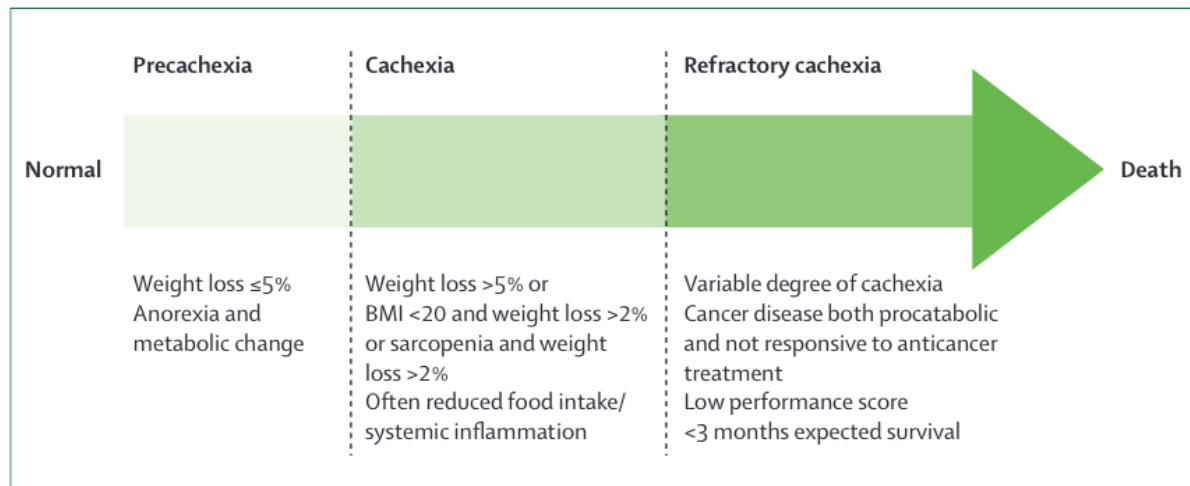 Precachexia
Cachexia
Refractory cachexia
Normal
Death
Weight loss ≤5%
Anorexia and
metabolic change
Weight loss >5% or
BMI <20 and weight loss >2%
or sarcopenia and weight
loss >2%
Often reduced food intake/
systemic inflammation
Variable degree of cachexia
Cancer disease both procatabolic
and not responsive to anticancer
treatment
Low performance score
<3 months expected survival